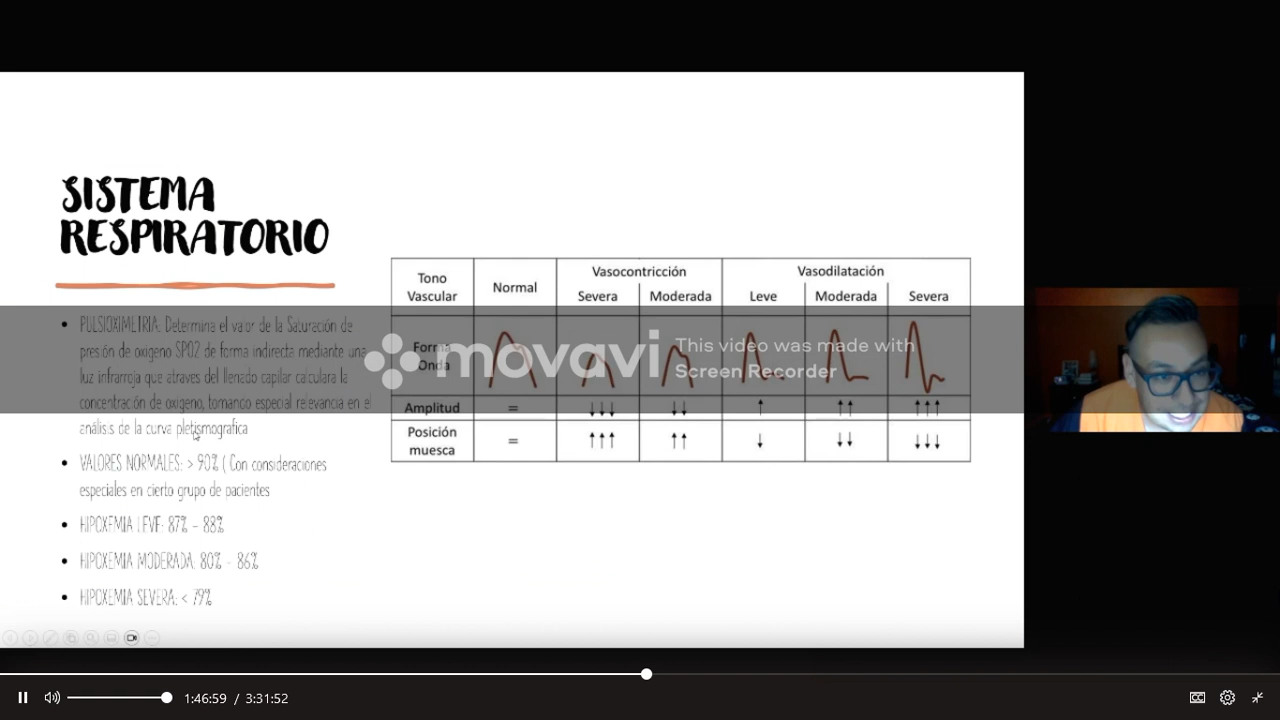 SISTEMA
RESPIRATORIO
PULSIOXIMETRIA: Determina el valor de la Saturación de
presión de oxigeno SPO2 de forma indirecta mediante una
luz infrarroja que atraves del llenado capilar calculara la
concentración de oxigeno, tomando especial relevancia en el
análisis de la curva pletismografica
VALORES NORMALES: > 90% ( Con consideraciones
especiales en cierto grupo de pacientes
HIPOXEMIA LEVE: 87% - 88%
HIPOXEMIA MODERADA: 80% - 86%
HIPOXEMIA SEVERA: < 79%
Tono Vascular Normal Vasocontricción Vasodilatación
Severa Moderada Leve Moderada Severa
Forma Onda
Amplitud = ↓↓↓ ↓↓ ↑ ↑↑ ↑↑↑
Posición muesca = ↑↑↑ ↑↑ ↓ ↓↓ ↓↓↓
movavi
This video was made with
Screen Recorder
1:46:59 / 3:31:52
CC